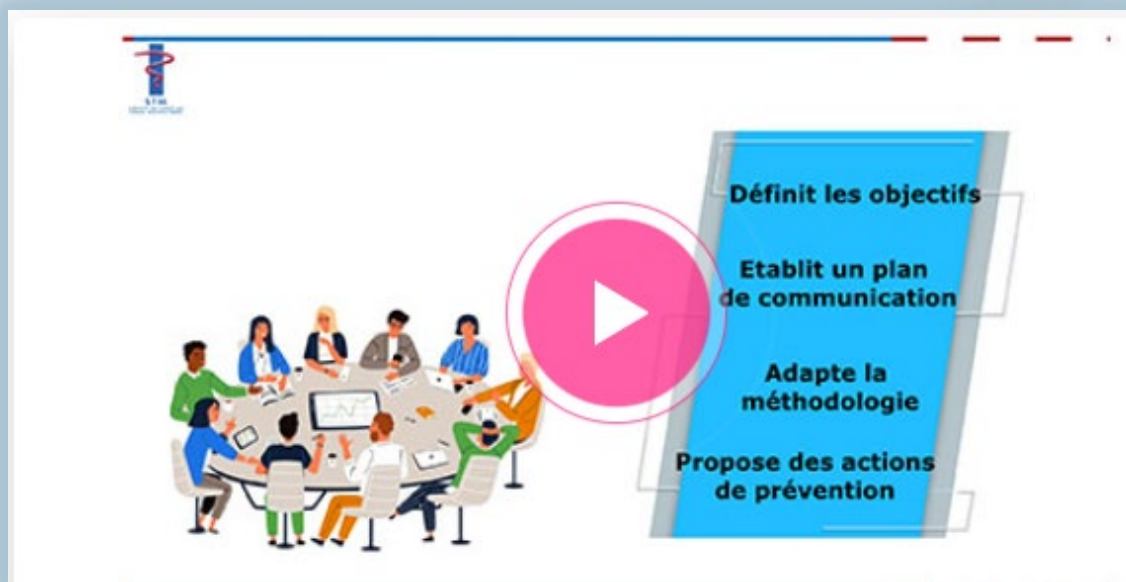 Définit les objectifs
Etablit un plan
de communication
Adapte la
méthodologie
Propose des actions
de prévention